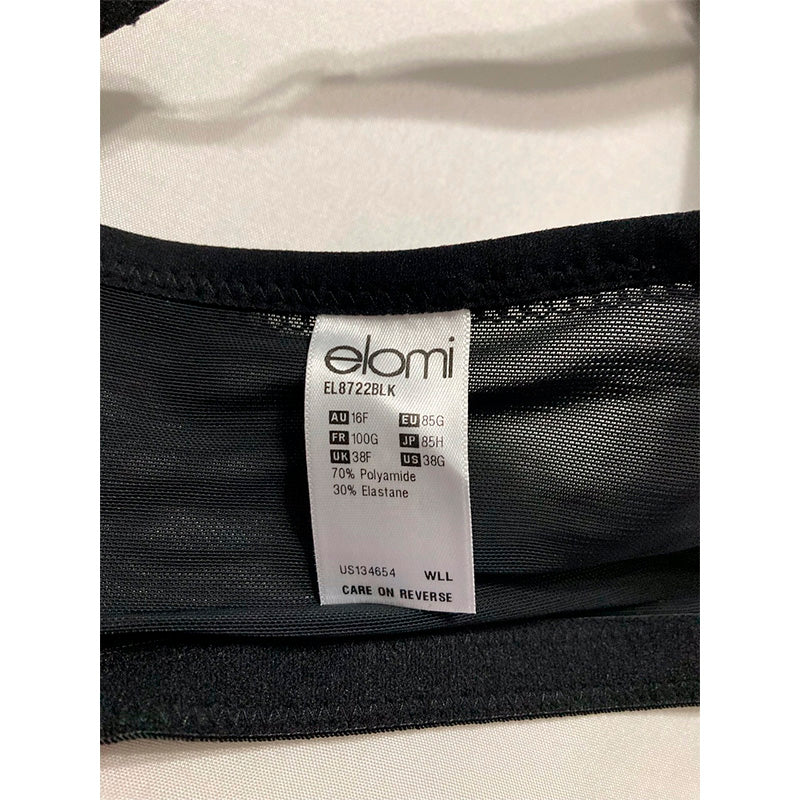 elomi
EL8722BLK
AU 16F EU 85G
FR 100G JP 85H
UK 38F US 38G
70% Polyamide
30% Elastane
US134654 WLL
CARE ON REVERSE